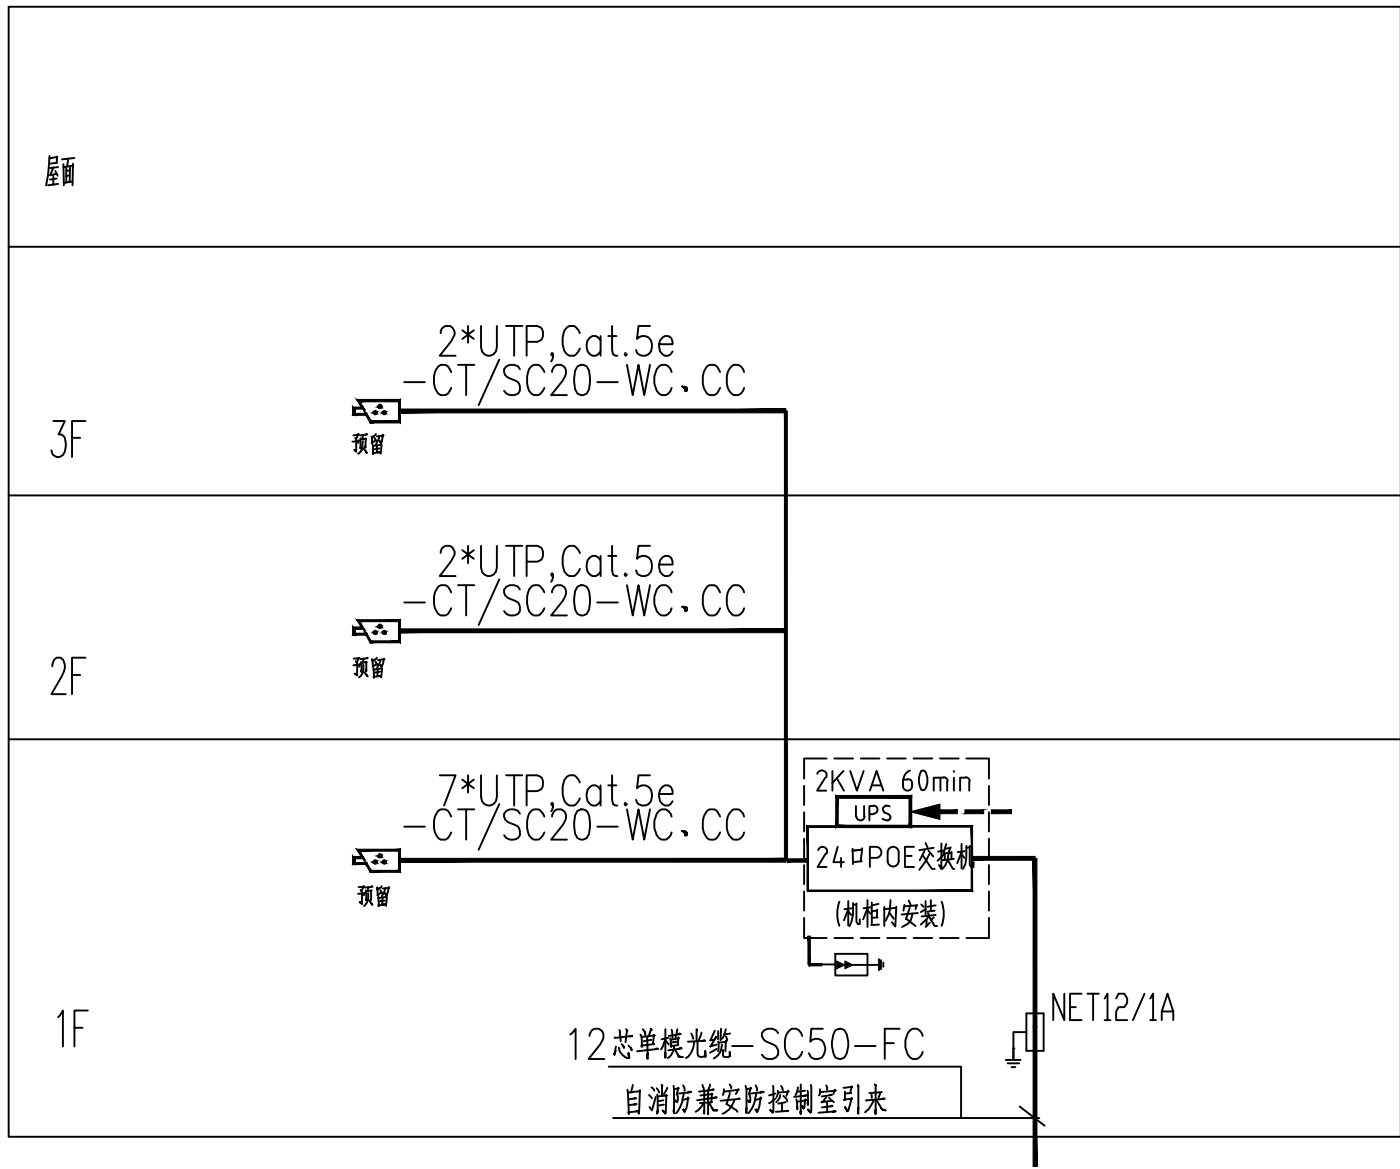 屋面
2*UTP,Cat.5e
-CT/SC20-WC、CC
3F
预留
2*UTP,Cat.5e
-CT/SC20-WC、CC
2F
预留
7*UTP,Cat.5e
-CT/SC20-WC、CC
预留
2KVA 60min
UPS
24口POE交换机
(机柜内安装)
1F
NET12/1A
12芯单模光缆-SC50-FC
自消防兼安防控制室引来